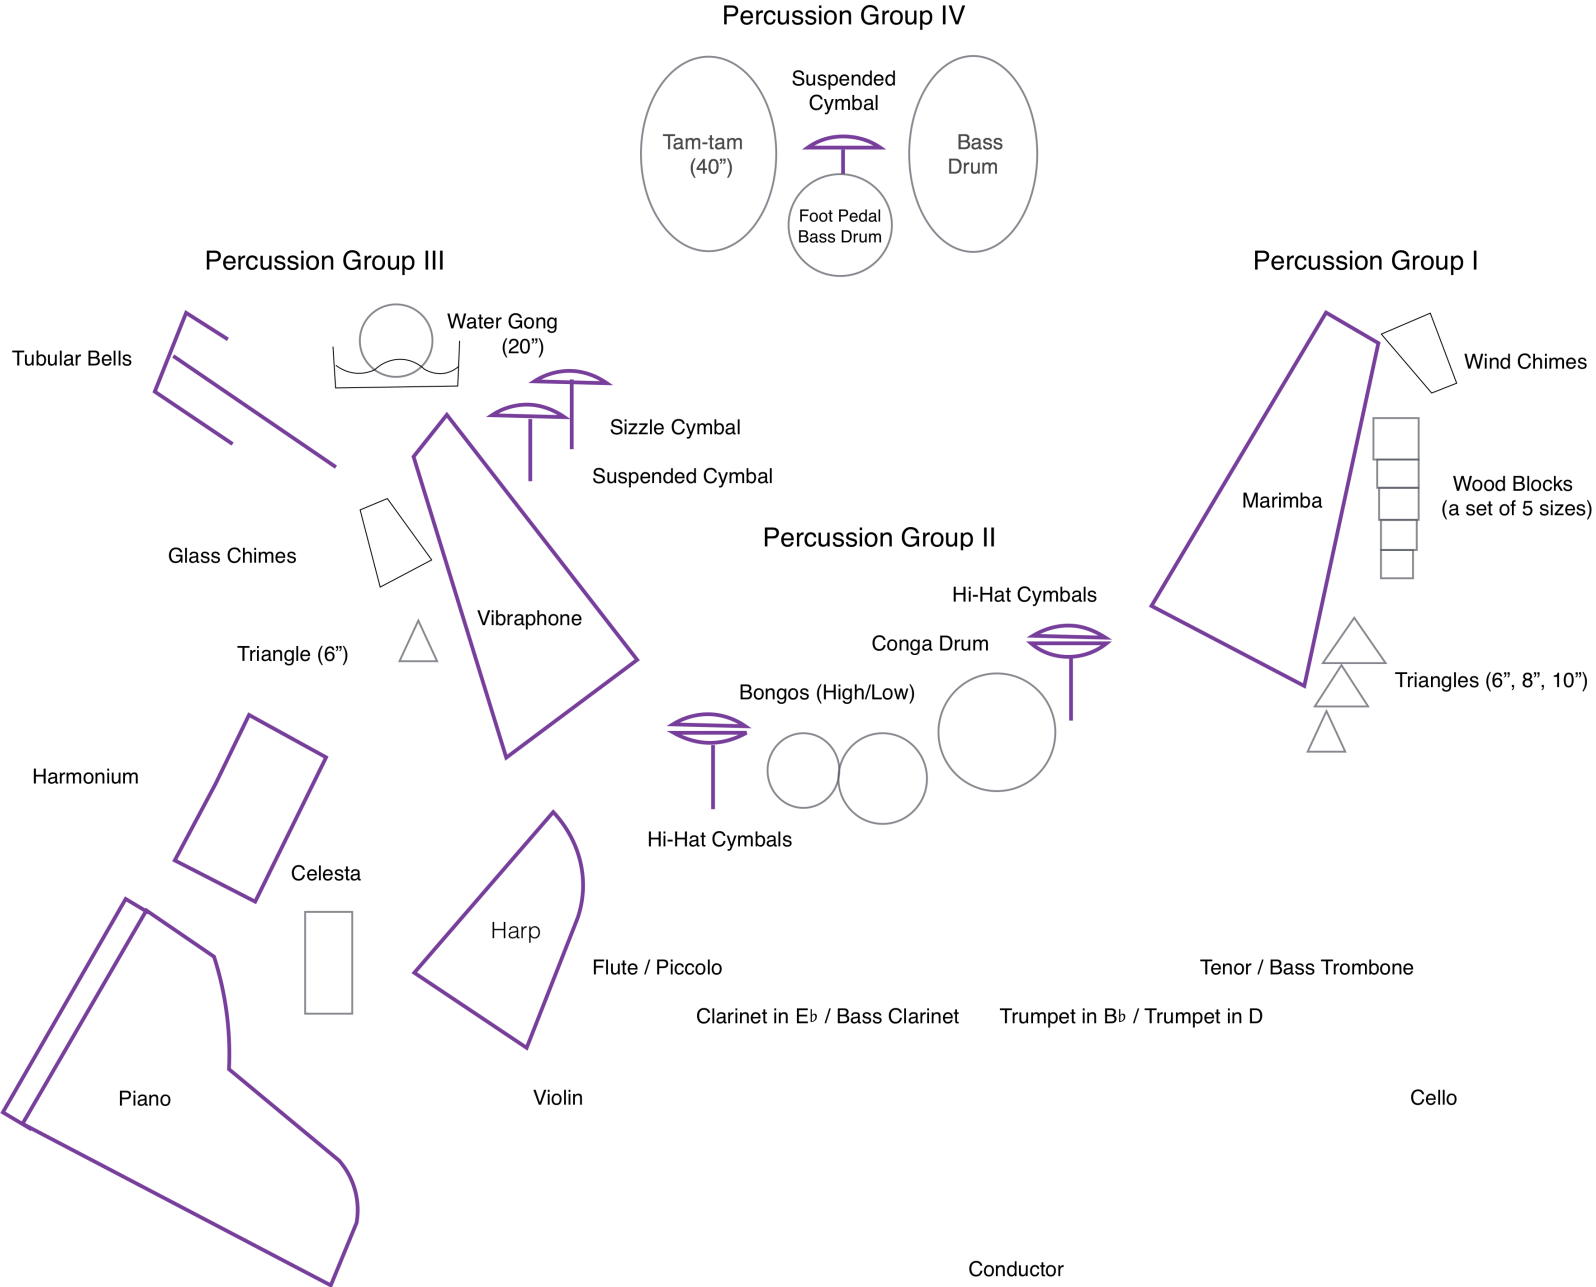 Percussion Group IV
Suspended
Cymbal
Tam-tam
(40”)
Bass
Drum
Foot Pedal
Bass Drum
Percussion Group III
Percussion Group I
Water Gong
(20”)
Tubular Bells
Wind Chimes
Sizzle Cymbal
Suspended Cymbal
Wood Blocks
(a set of 5 sizes)
Marimba
Percussion Group II
Glass Chimes
Hi-Hat Cymbals
Vibraphone
Conga Drum
Triangle (6”)
Triangles (6”, 8”, 10”)
Bongos (High/Low)
Harmonium
Hi-Hat Cymbals
Celesta
Harp
Flute / Piccolo
Tenor / Bass Trombone
Clarinet in E♭ / Bass Clarinet
Trumpet in B♭ / Trumpet in D
Piano
Violin
Cello
Conductor